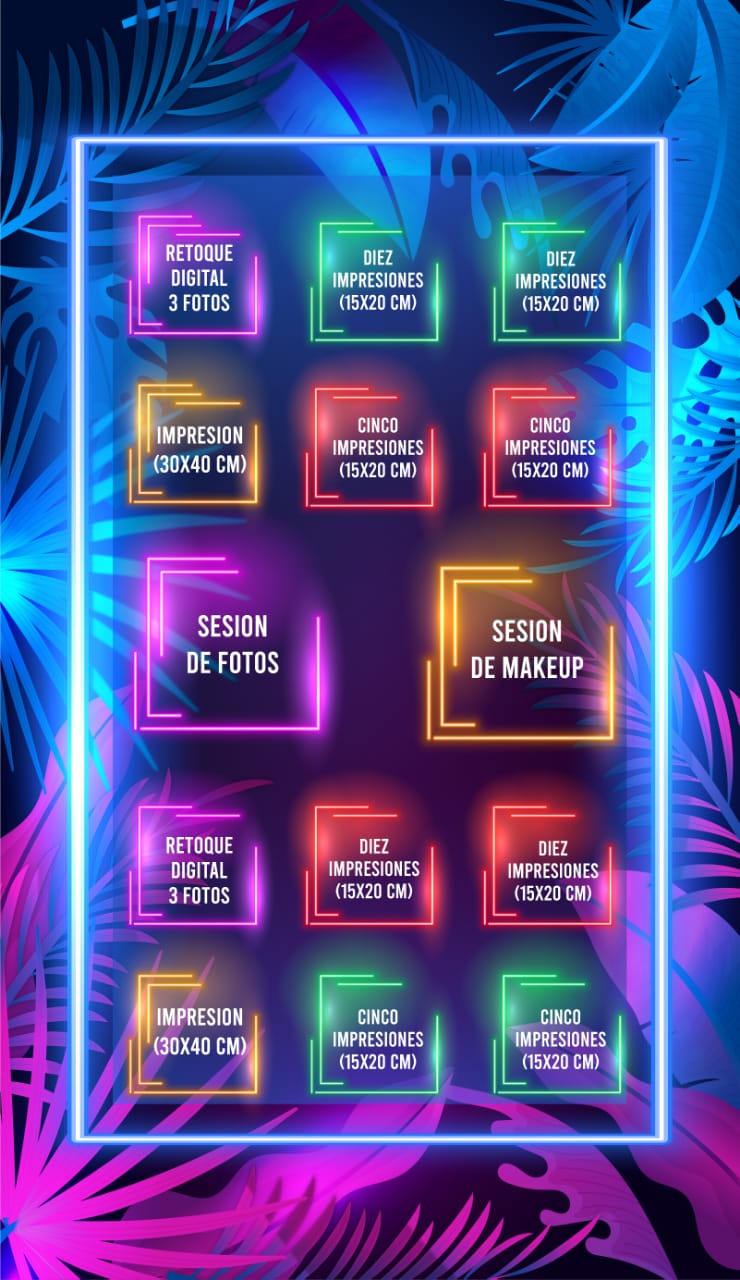 RETOQUE
DIGITAL
3 FOTOS
DIEZ
IMPRESIONES
(15X20 CM)
DIEZ
IMPRESIONES
(15X20 CM)
IMPRESION
(30X40 CM)
CINCO
IMPRESIONES
(15X20 CM)
CINCO
IMPRESIONES
(15X20 CM)
SESION
DE FOTOS
SESION
DE MAKEUP
RETOQUE
DIGITAL
3 FOTOS
DIEZ
IMPRESIONES
(15X20 CM)
DIEZ
IMPRESIONES
(15X20 CM)
IMPRESION
(30X40 CM)
CINCO
IMPRESIONES
(15X20 CM)
CINCO
IMPRESIONES
(15X20 CM)